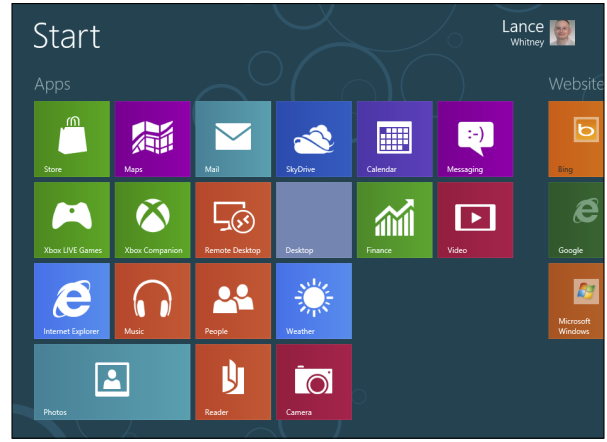 Start
Lance
Whitney
Apps
Website
Store
Maps
Mail
SkyDrive
Calendar
:-)
Messaging
b
Bing
Xbox LIVE Games
Xbox Companion
Remote Desktop
Desktop
Finance
Video
Google
Internet Explorer
Music
People
Weather
Microsoft
Windows
Photos
Reader
Camera